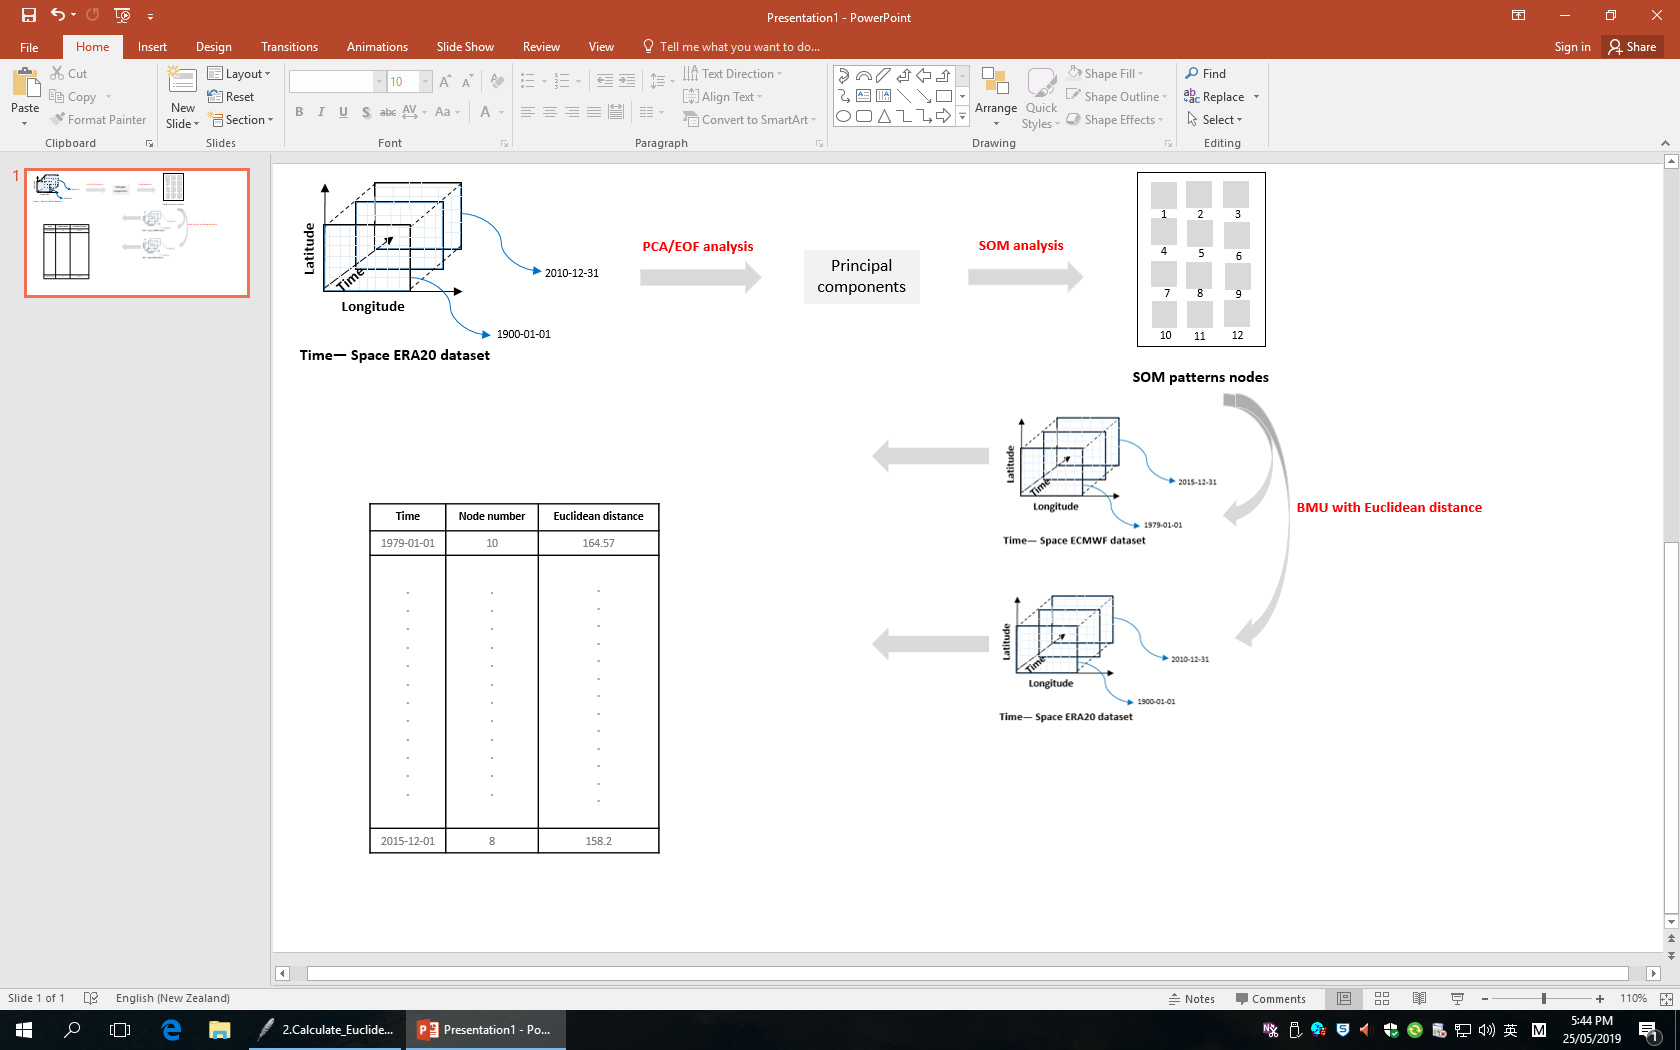 Presentation1 - PowerPoint
File Home Insert Design Transitions Animations Slide Show Review View Tell me what you want to do... Sign in Share
Paste
Cut
Copy
Format Painter
Clipboard
New Slide
Layout
Reset
Section
Slides
10
B I U S abc AV Aa A
Font
Text Direction
Align Text
Convert to SmartArt
Paragraph
Arrange
Quick Styles
Shape Fill
Shape Outline
Shape Effects
Drawing
Find
Replace
Select
Editing
1
Latitude
Time
Longitude
2010-12-31
1900-01-01
Time— Space ERA20 dataset
PCA/EOF analysis
Principal
components
SOM analysis
1 2 3
4 5 6
7 8 9
10 11 12
SOM patterns nodes
Latitude
Time
Longitude
2015-12-31
1979-01-01
Time— Space ECMWF dataset
BMU with Euclidean distance
Latitude
Time
Longitude
2010-12-31
1900-01-01
Time— Space ERA20 dataset
Time Node number Euclidean distance
1979-01-01 10 164.57
2015-12-01 8 158.2
Slide 1 of 1 English (New Zealand) Notes Comments 110%
2.Calculate_Euclide... Presentation1 - Po...
英 M
5:44 PM
25/05/2019
1